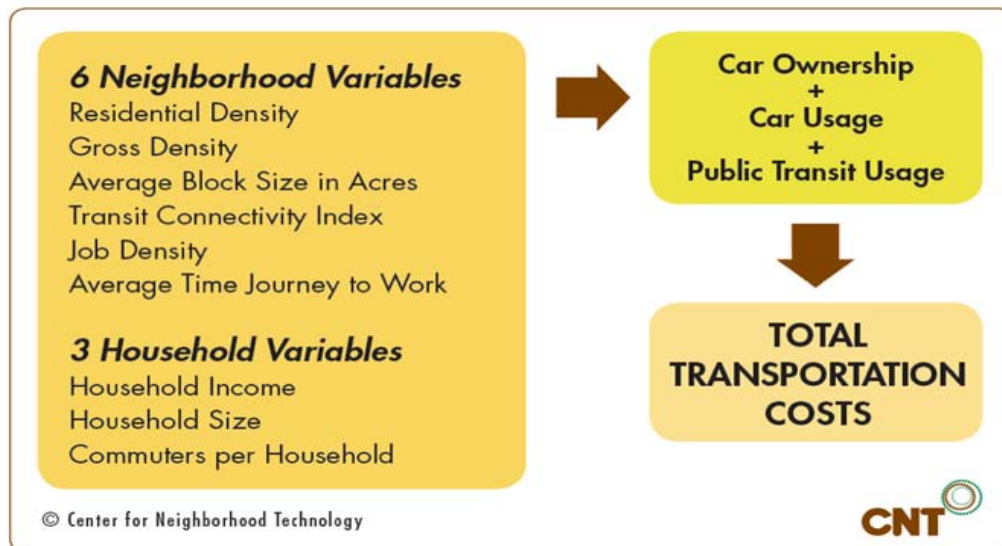 6 Neighborhood Variables
Residential Density
Gross Density
Average Block Size in Acres
Transit Connectivity Index
Job Density
Average Time Journey to Work
3 Household Variables
Household Income
Household Size
Commuters per Household
Car Ownership
+
Car Usage
+
Public Transit Usage
TOTAL
TRANSPORTATION
COSTS
© Center for Neighborhood Technology
CNT